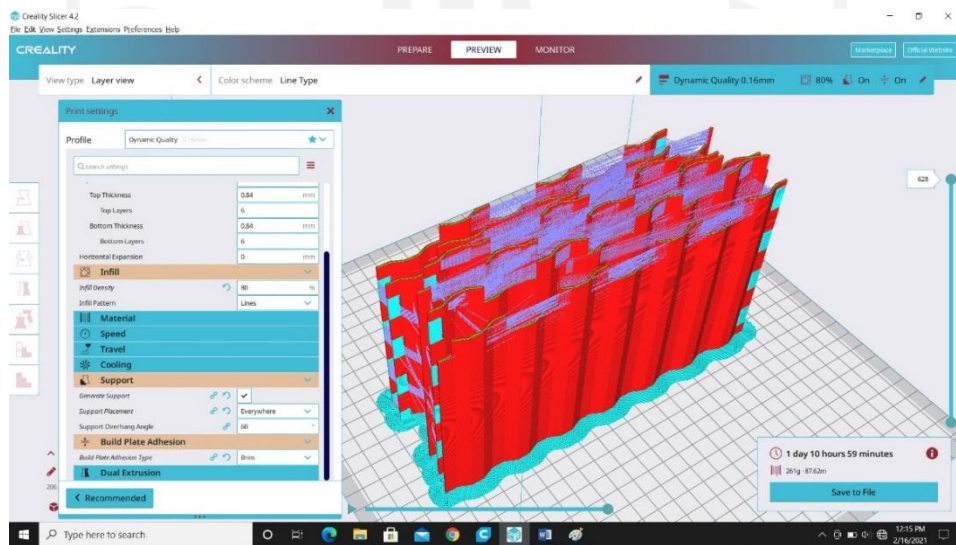 Creality Slicer 4.2
File Edit View Settings Extensions Preferences Help
CREALITY
PREPARE PREVIEW MONITOR
Marketplace Official Website
View type Layer view Color scheme Line Type Dynamic Quality 0.16mm 80% On On
Print settings
Profile Dynamic Quality
Search settings
Top Thickness 0.84 mm
Top Layers 6
Bottom Thickness 0.84 mm
Bottom Layers 6
Horizontal Expansion 0 mm
Infill
Infill Density 80 %
Infill Pattern Lines
Material
Speed
Travel
Cooling
Support
Generate Support
Support Placement Everywhere
Support Overhang Angle 60 °
Build Plate Adhesion
Build Plate Adhesion Type Brim
Dual Extrusion
Recommended
628
1 day 10 hours 59 minutes
261g · 87.62m
Save to File
Type here to search
12:15 PM
2/16/2021